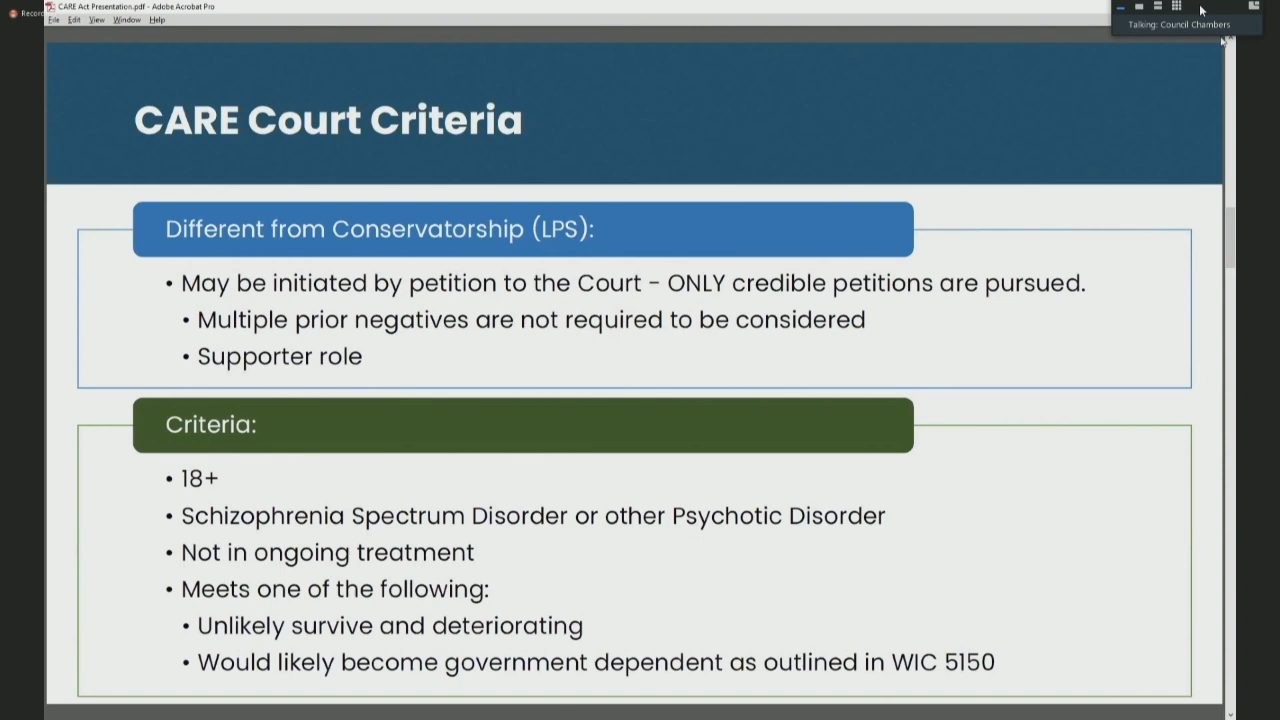 CARE Act Presentation.pdf - Adobe Acrobat Pro
Recor
File Edit View Window Help
Talking: Council Chambers
CARE Court Criteria
Different from Conservatorship (LPS):
• May be initiated by petition to the Court - ONLY credible petitions are pursued.
• Multiple prior negatives are not required to be considered
• Supporter role
Criteria:
• 18+
• Schizophrenia Spectrum Disorder or other Psychotic Disorder
• Not in ongoing treatment
• Meets one of the following:
• Unlikely survive and deteriorating
• Would likely become government dependent as outlined in WIC 5150